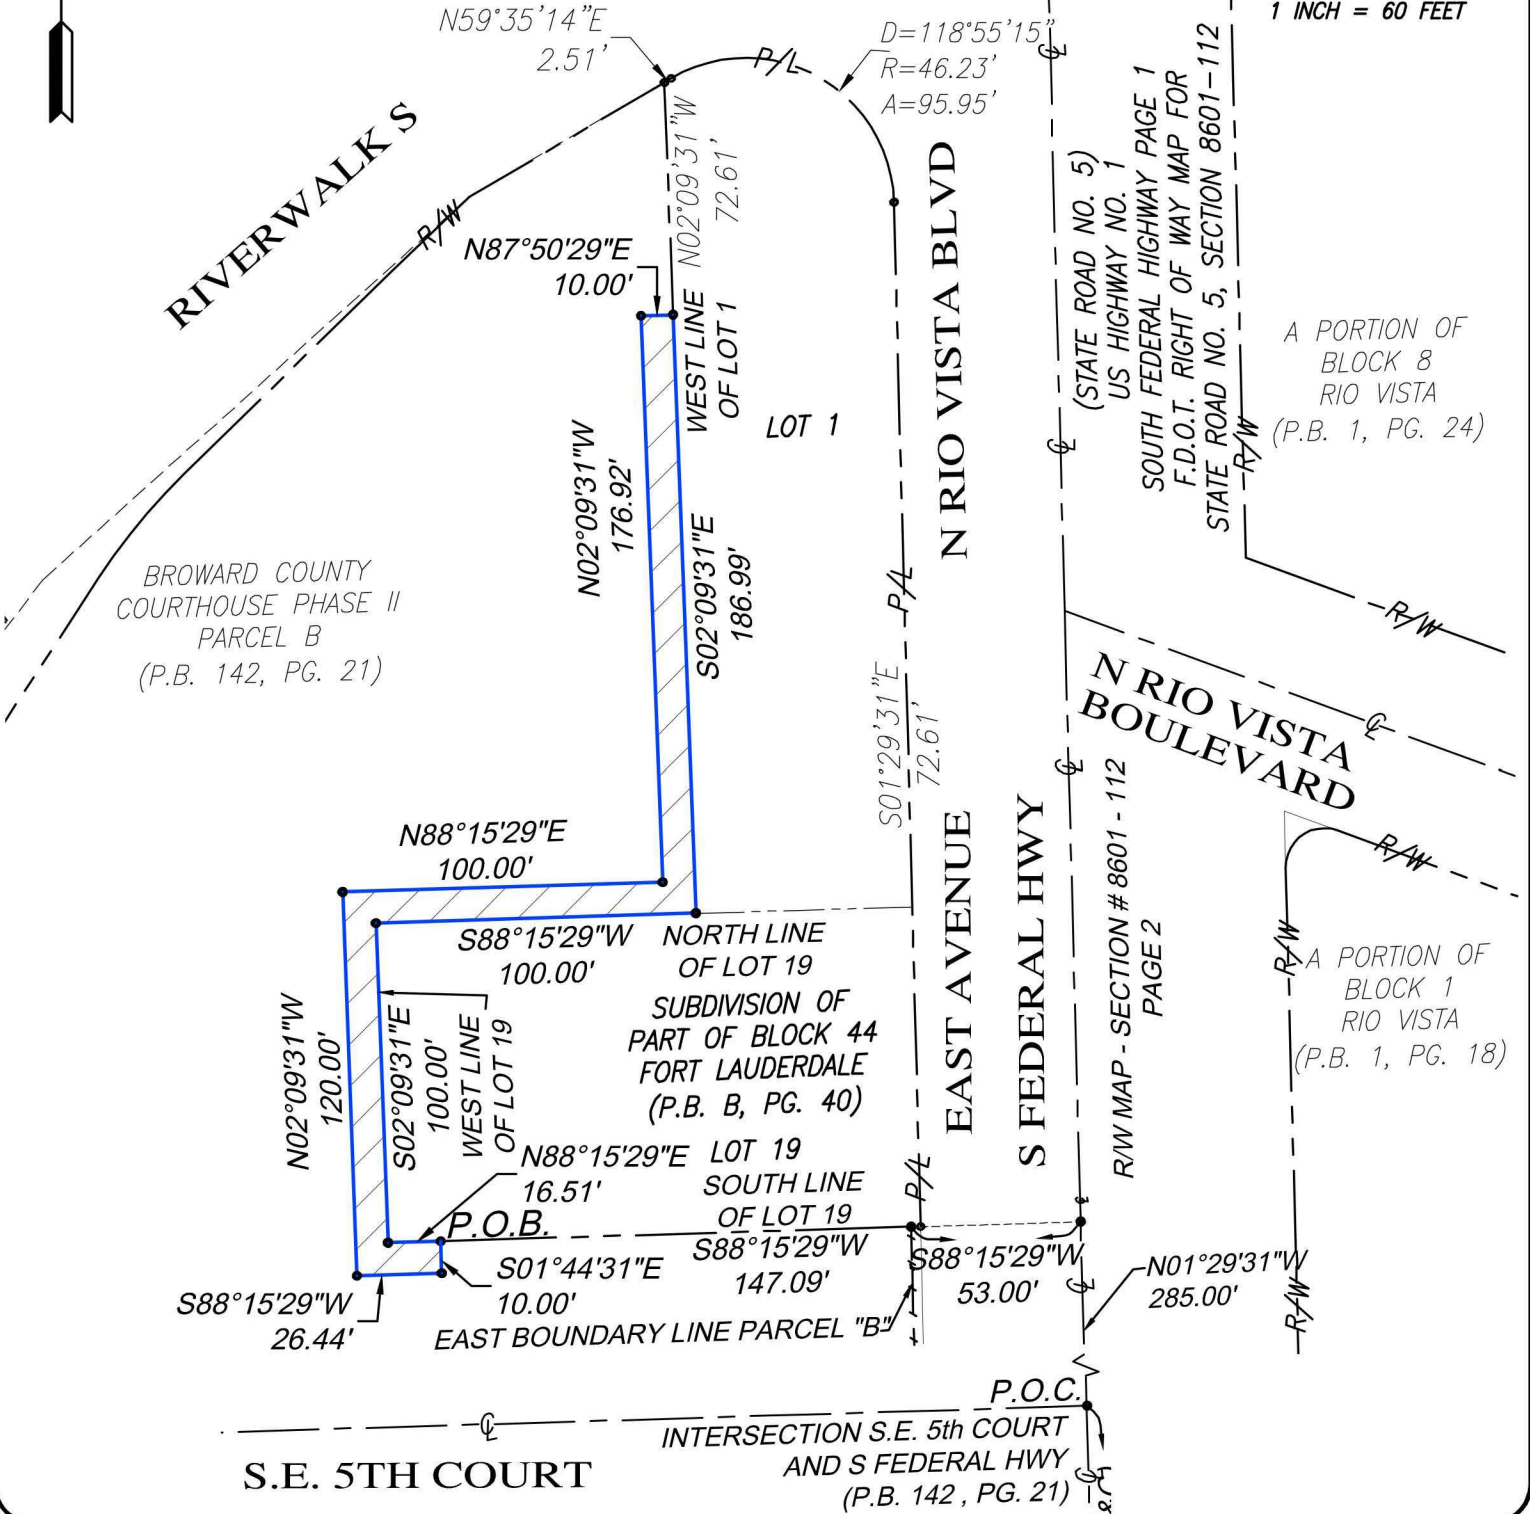 1 INCH = 60 FEET
N59°35'14"E
2.51'
D=118°55'15"
R=46.23'
A=95.95'
P/L
RIVERWALK S
R/W
N02°09'31"W
72.61'
N87°50'29"E
10.00'
WEST LINE
OF LOT 1
LOT 1
N RIO VISTA BLVD
(STATE ROAD NO. 5)
US HIGHWAY NO. 1
SOUTH FEDERAL HIGHWAY PAGE 1
F.D.O.T. RIGHT OF WAY MAP FOR
STATE ROAD NO. 5, SECTION 8601-112
R/W
A PORTION OF
BLOCK 8
RIO VISTA
(P.B. 1, PG. 24)
N02°09'31"W
176.92'
S02°09'31"E
186.99'
BROWARD COUNTY
COURTHOUSE PHASE II
PARCEL B
(P.B. 142, PG. 21)
P/L
R/W
S01°29'31"E
72.61'
N RIO VISTA
BOULEVARD
R/W
N88°15'29"E
100.00'
S88°15'29"W
100.00'
NORTH LINE
OF LOT 19
EAST AVENUE
S FEDERAL HWY
R/W MAP - SECTION # 8601 - 112
PAGE 2
R/W
A PORTION OF
BLOCK 1
RIO VISTA
(P.B. 1, PG. 18)
SUBDIVISION OF
PART OF BLOCK 44
FORT LAUDERDALE
(P.B. B, PG. 40)
N02°09'31"W
120.00'
S02°09'31"E
100.00'
WEST LINE
OF LOT 19
N88°15'29"E
16.51'
LOT 19
SOUTH LINE
OF LOT 19
P/L
P.O.B.
S88°15'29"W
147.09'
S88°15'29"W
53.00'
N01°29'31"W
285.00'
R/W
S01°44'31"E
10.00'
S88°15'29"W
26.44'
EAST BOUNDARY LINE PARCEL "B"
P.O.C.
INTERSECTION S.E. 5th COURT
AND S FEDERAL HWY
(P.B. 142 , PG. 21)
S.E. 5TH COURT